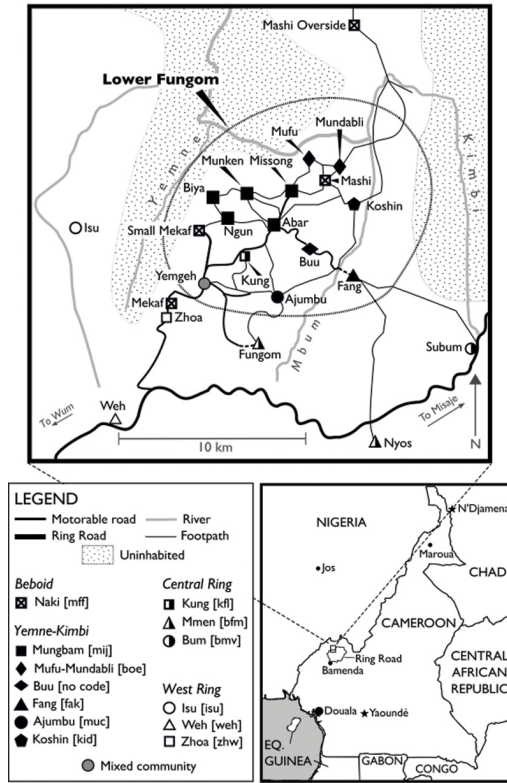 Mashi Overside
Lower Fungom
Yemne
Kimbi
Mufu
Mundabli
Munken
Missong
Biya
Mashi
Koshin
Isu
Small Mekaf
Ngun
Abar
Buu
Yemgeh
Kung
Fang
Mekaf
Ajumbu
Zhoa
Mbum
Fungom
Subum
To Wum
Weh
To Misaje
10 km
Nyos
N
LEGEND
Motorable road
River
Ring Road
Footpath
Uninhabited
Beboid
Naki [mff]
Yemne-Kimbi
Mungbam [mij]
Mufu-Mundabli [boe]
Buu [no code]
Fang [fak]
Ajumbu [muc]
Koshin [kid]
Central Ring
Kung [kfl]
Mmen [bfm]
Bum [bmv]
West Ring
Isu [isu]
Weh [weh]
Zhoa [zhw]
Mixed community
NIGERIA
N'Djamena
Maroua
Jos
CHAD
CAMEROON
Ring Road
Bamenda
CENTRAL
AFRICAN
REPUBLIC
Douala
Yaoundé
EQ.
GUINEA
GABON
CONGO